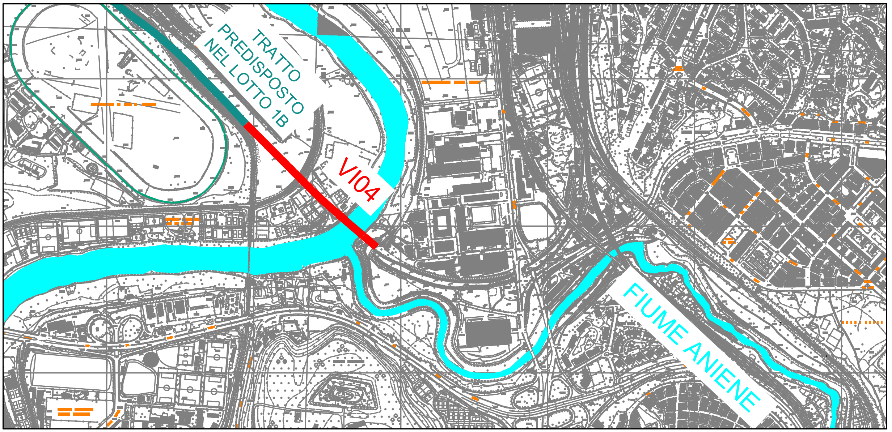 TRATTO
PREDISPOSTO
NEL LOTTO 1B
VI04
FIUME ANIENE